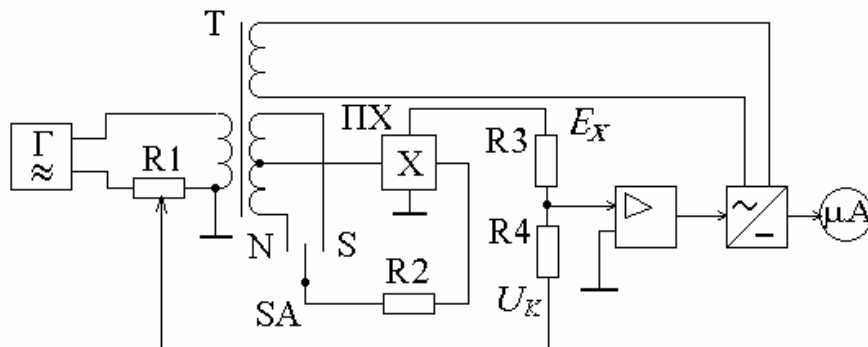 T
Г
≈
R1
ПХ
X
R3
E_X
R4
U_K
N
S
SA
R2
▷
~
–
μA